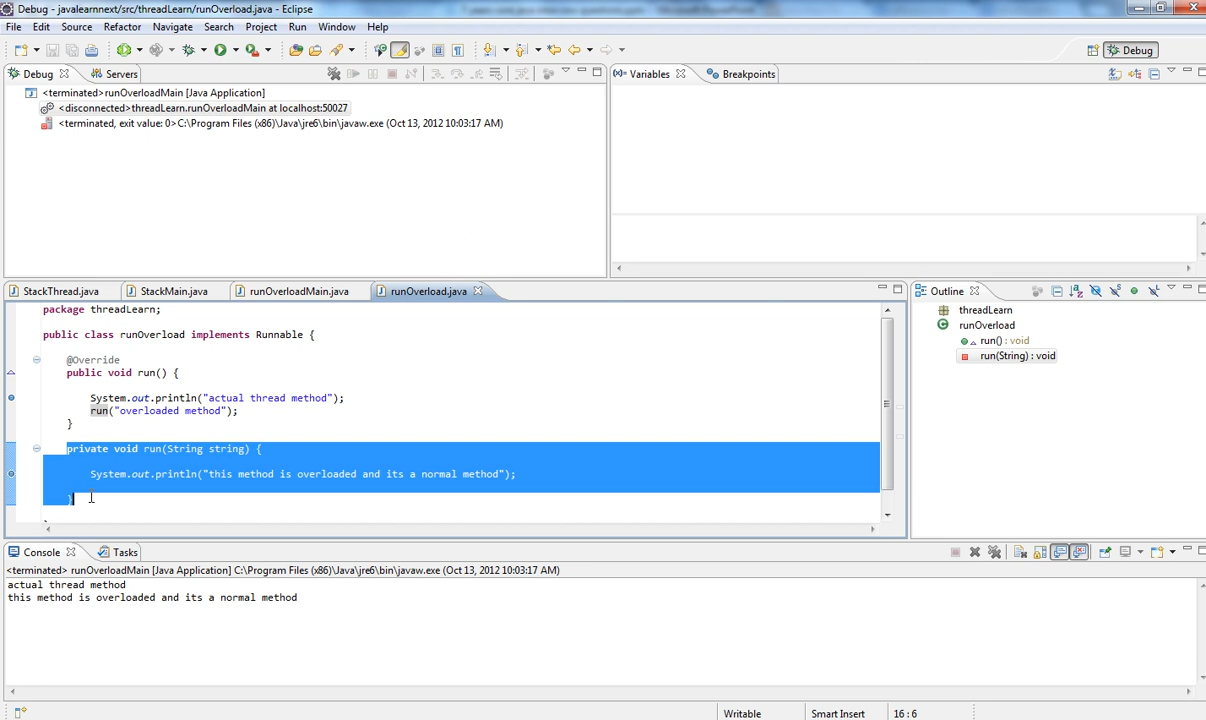 Debug - javalearnnext/src/threadLearn/runOverload.java - Eclipse
File Edit Source Refactor Navigate Search Project Run Window Help
Debug
Debug Servers
(x)= Variables Breakpoints
<terminated>runOverloadMain [Java Application]
<disconnected>threadLearn.runOverloadMain at localhost:50027
<terminated, exit value: 0>C:\Program Files (x86)\Java\jre6\bin\javaw.exe (Oct 13, 2012 10:03:17 AM)
StackThread.java StackMain.java runOverloadMain.java runOverload.java
package threadLearn;
public class runOverload implements Runnable {
@Override
public void run() {
System.out.println("actual thread method");
run("overloaded method");
}
private void run(String string) {
System.out.println("this method is overloaded and its a normal method");
}
Outline
threadLearn
runOverload
run() : void
run(String) : void
Console Tasks
<terminated> runOverloadMain [Java Application] C:\Program Files (x86)\Java\jre6\bin\javaw.exe (Oct 13, 2012 10:03:17 AM)
actual thread method
this method is overloaded and its a normal method
Writable Smart Insert 16 : 6